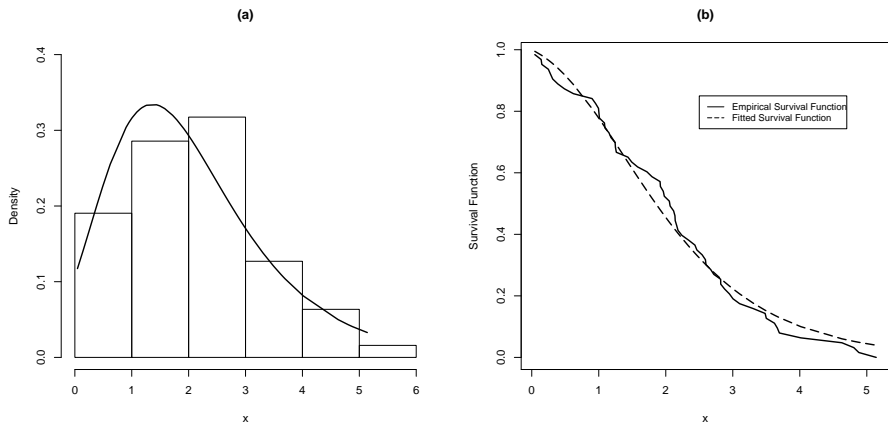 (a)
0.4
0.3
0.2
0.1
0.0
Density
0 1 2 3 4 5 6
x
(b)
1.0
0.8
0.6
0.4
0.2
0.0
Survival Function
Empirical Survival Function
Fitted Survival Function
0 1 2 3 4 5
x